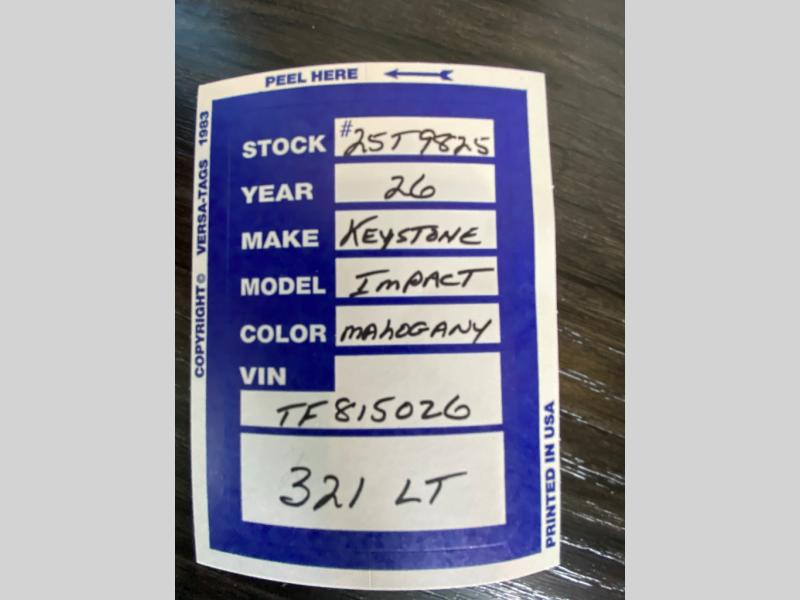 PEEL HERE
COPYRIGHT © VERSA-TAGS 1983
STOCK #25T9825
YEAR 26
MAKE KEYSTONE
MODEL IMPACT
COLOR MAHOGANY
VIN
TF815026
321 LT
PRINTED IN USA